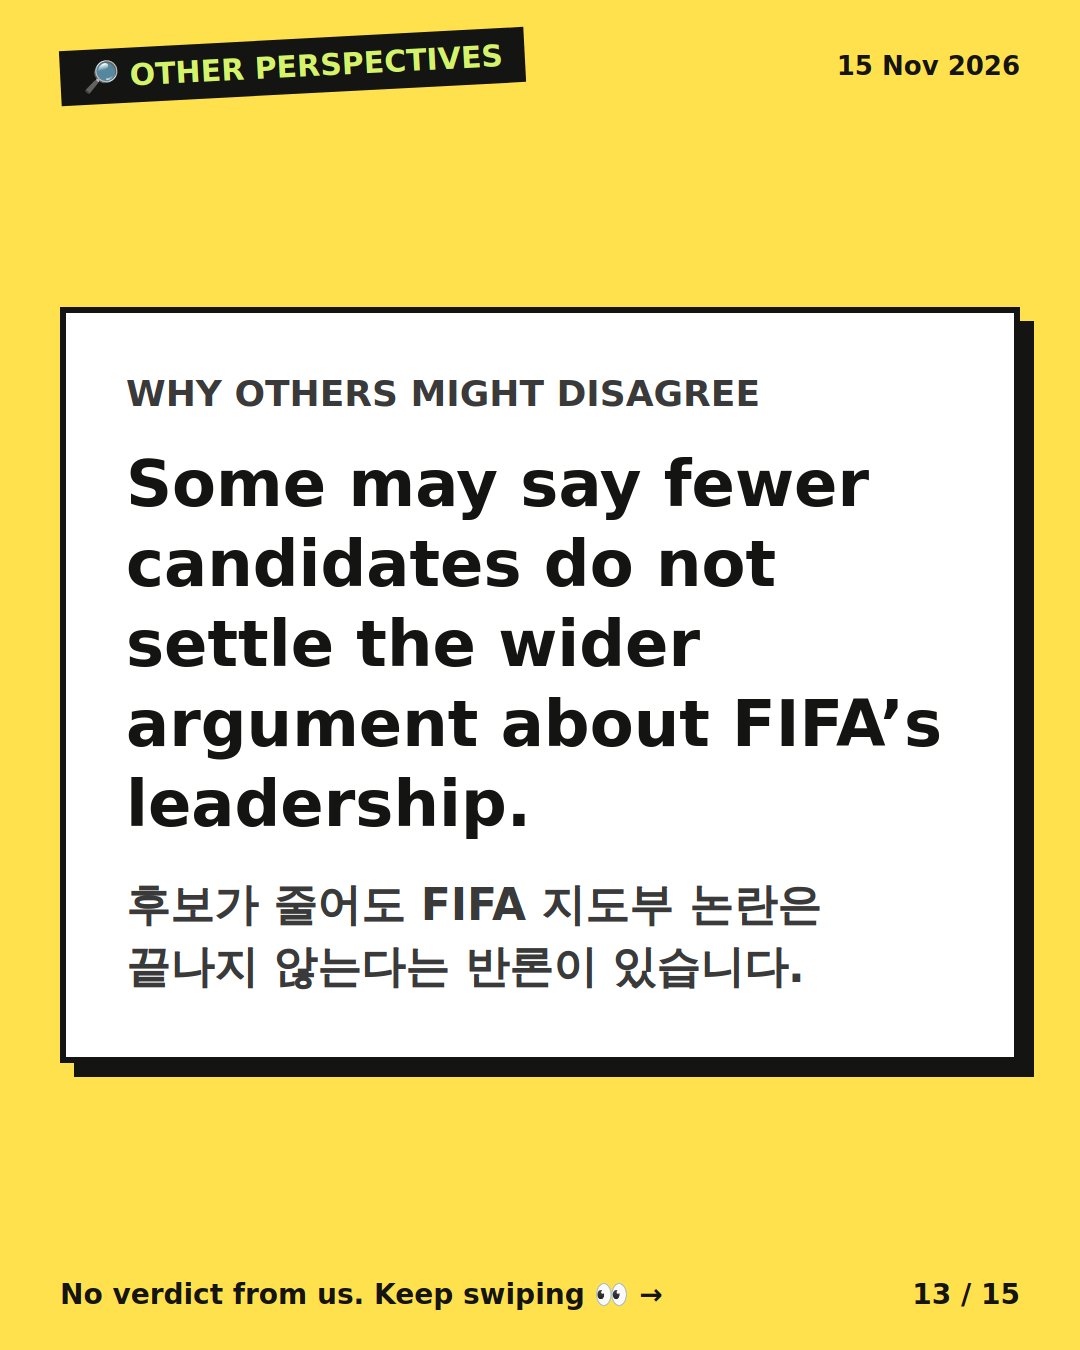 🔎 OTHER PERSPECTIVES
15 Nov 2026
WHY OTHERS MIGHT DISAGREE
Some may say fewer
candidates do not
settle the wider
argument about FIFA’s
leadership.
후보가 줄어도 FIFA 지도부 논란은
끝나지 않는다는 반론이 있습니다.
No verdict from us. Keep swiping 👀 →
13 / 15